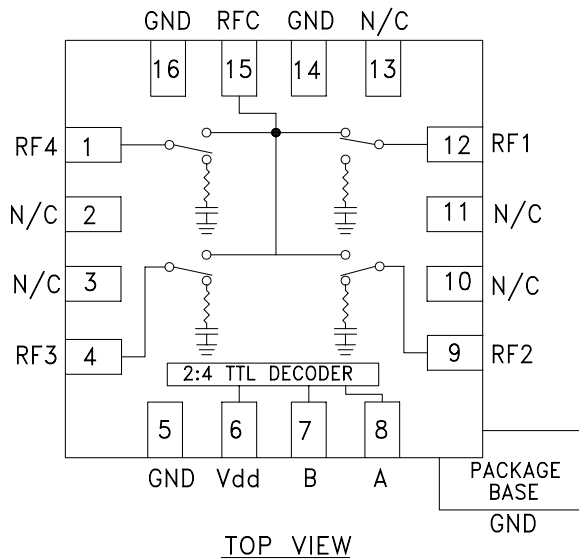 GND RFC GND N/C
16 15 14 13
RF4 1 12 RF1
N/C 2 11 N/C
N/C 3 10 N/C
RF3 4 9 RF2
2:4 TTL DECODER
5 6 7 8
GND Vdd B A
PACKAGE
BASE
GND
TOP VIEW